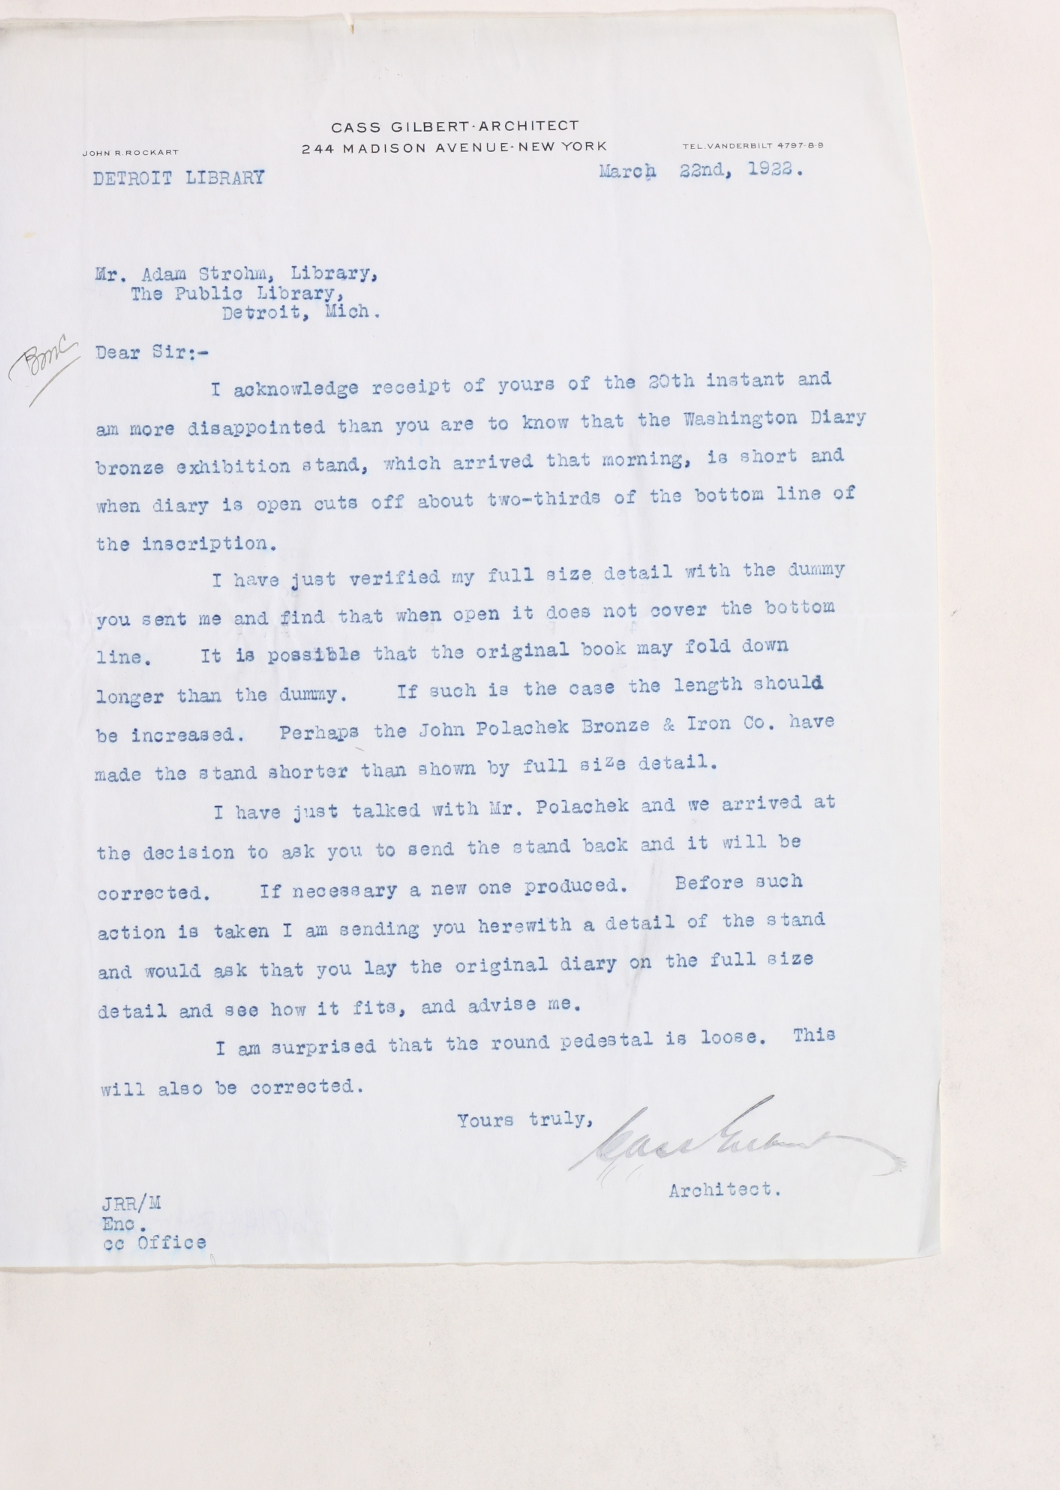 CASS GILBERT·ARCHITECT
JOHN R. ROCKART 244 MADISON AVENUE·NEW YORK TEL. VANDERBILT 4797-8-9
DETROIT LIBRARY March 22nd, 1922.
Mr. Adam Strohm, Library,
The Public Library,
Detroit, Mich.
BMC
Dear Sir:-
I acknowledge receipt of yours of the 20th instant and
am more disappointed than you are to know that the Washington Diary
bronze exhibition stand, which arrived that morning, is short and
when diary is open cuts off about two-thirds of the bottom line of
the inscription.
I have just verified my full size detail with the dummy
you sent me and find that when open it does not cover the bottom
line. It is possible that the original book may fold down
longer than the dummy. If such is the case the length should
be increased. Perhaps the John Polachek Bronze & Iron Co. have
made the stand shorter than shown by full size detail.
I have just talked with Mr. Polachek and we arrived at
the decision to ask you to send the stand back and it will be
corrected. If necessary a new one produced. Before such
action is taken I am sending you herewith a detail of the stand
and would ask that you lay the original diary on the full size
detail and see how it fits, and advise me.
I am surprised that the round pedestal is loose. This
will also be corrected.
Yours truly,
Cass Gilbert
Architect.
JRR/M
Enc.
cc Office